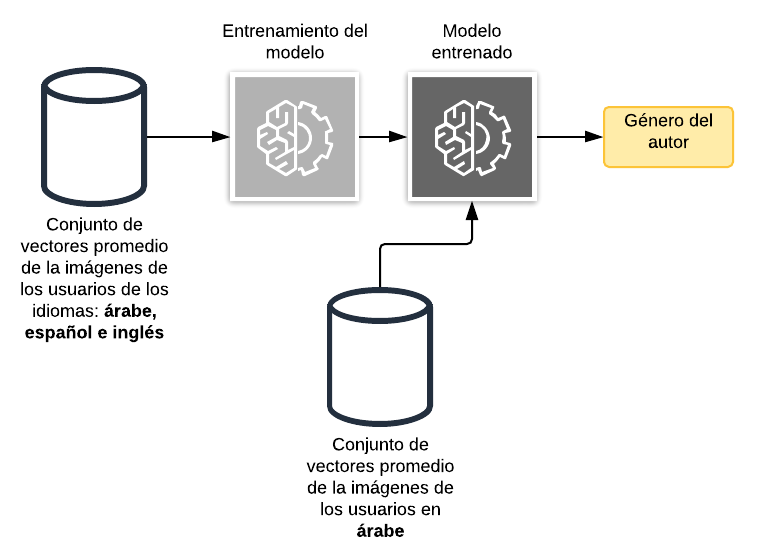 Entrenamiento del
modelo
Modelo
entrenado
Género del
autor
Conjunto de
vectores promedio
de la imágenes de
los usuarios de los
idiomas: árabe,
español e inglés
Conjunto de
vectores promedio
de la imágenes de
los usuarios en
árabe